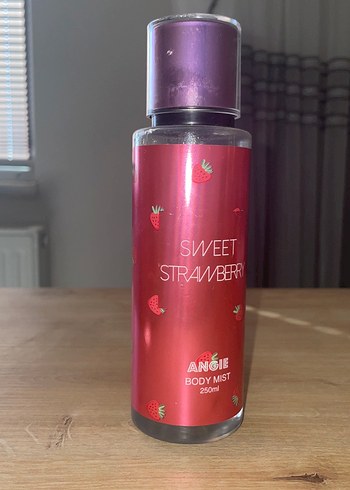 SWEET
STRAWBERRY
ANGIE
BODY MIST
250ml